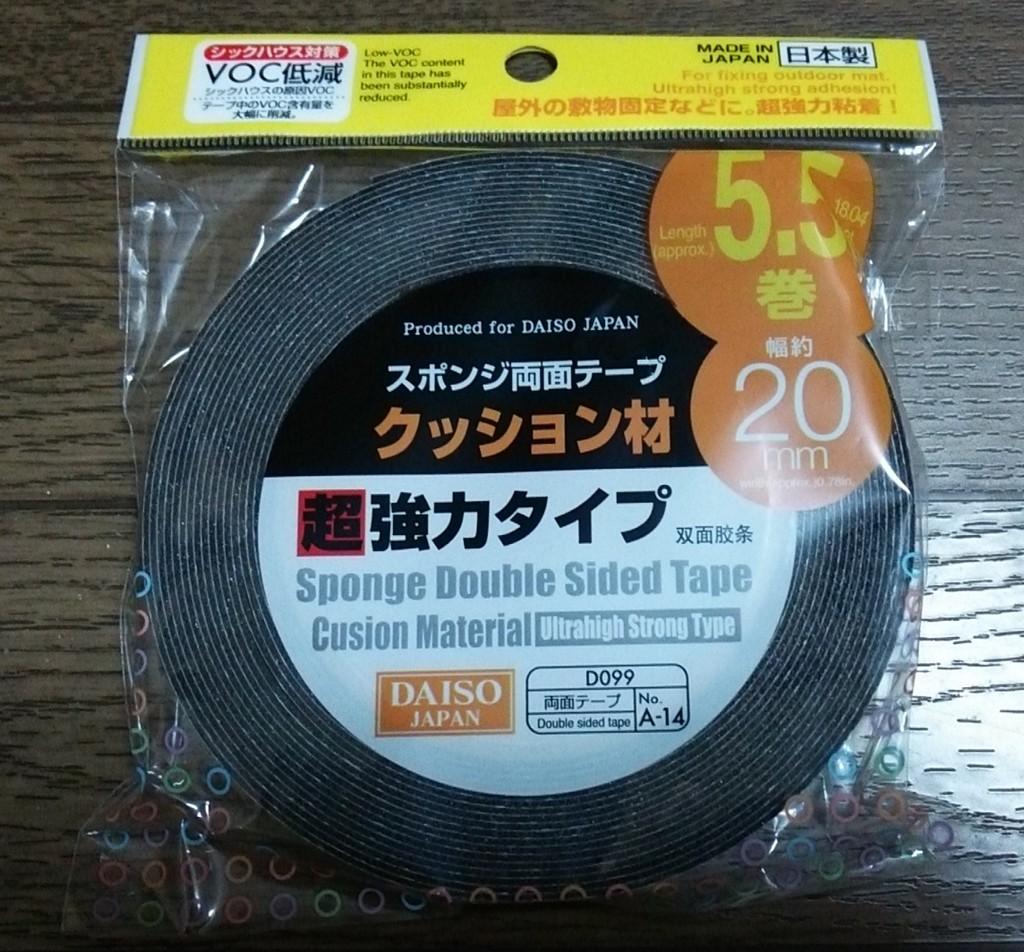 シックハウス対策
VOC低減
シックハウスの原因VOC
テープ中のVOC含有量を
大幅に削減。
Low-VOC
The VOC content
in this tape has
been substantially
reduced.
MADE IN
JAPAN
日本製
For fixing outdoor mat.
Ultrahigh strong adhesion!
屋外の敷物固定などに。超強力粘着！
Length
(approx.)
5.5
18.04
巻
幅約
20
mm
width(approx.)0.78in.
Produced for DAISO JAPAN
スポンジ両面テープ
クッション材
超強力タイプ
双面胶条
Sponge Double Sided Tape
Cusion Material Ultrahigh Strong Type
DAISO
JAPAN
D099
両面テープ
Double sided tape
No.
A-14